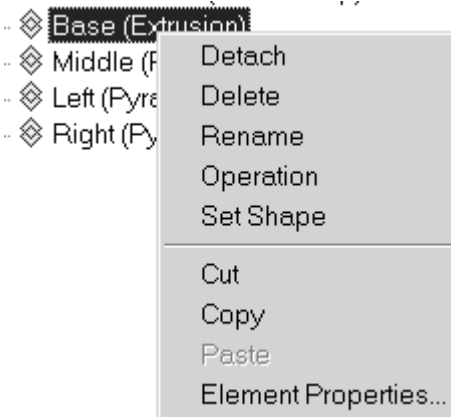 Base (Extrusion)
Middle (
Left (Pyra
Right (Py
Detach
Delete
Rename
Operation
Set Shape
Cut
Copy
Paste
Element Properties...